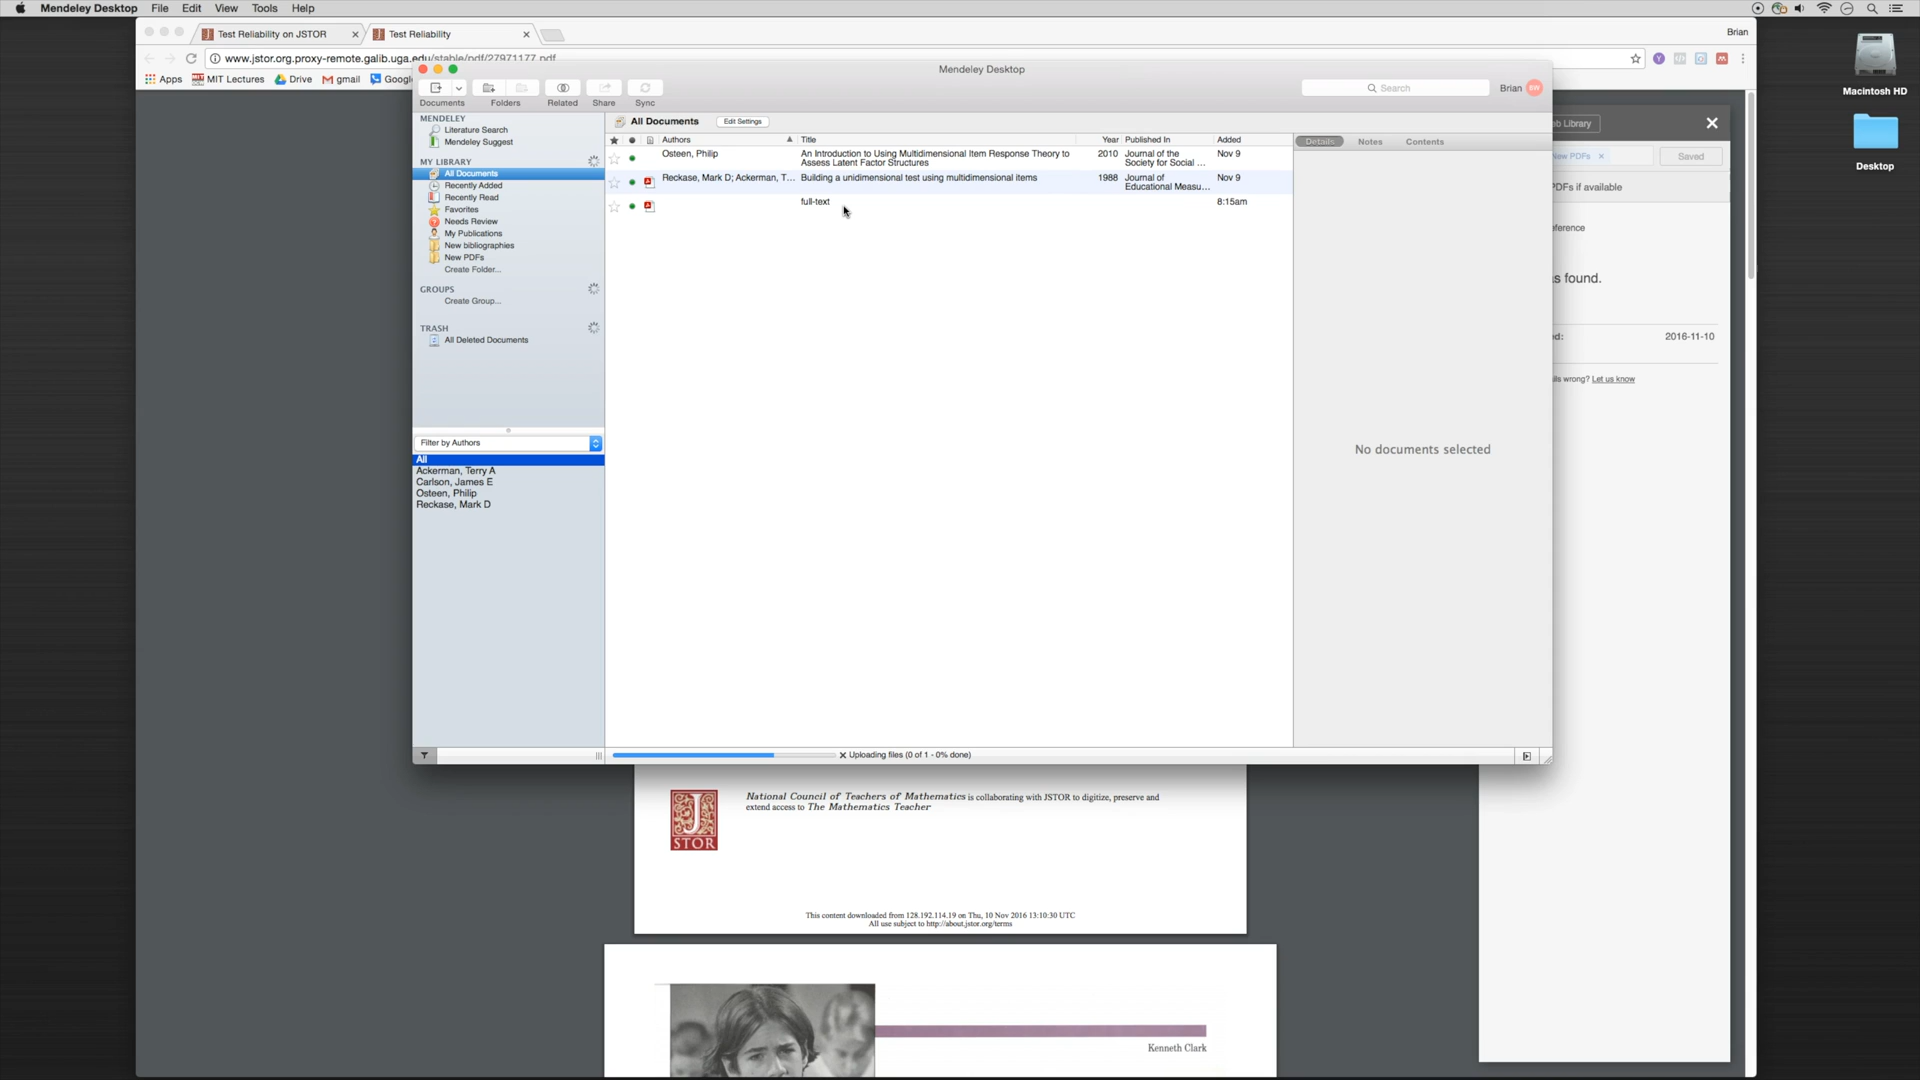 Mendeley Desktop File Edit View Tools Help
Test Reliability on JSTOR Test Reliability Brian
www.jstor.org.proxy-remote.galib.uga.edu/stable/pdf/27971177.pdf
Apps MIT Lectures Drive gmail Googl
Macintosh HD
Desktop
Mendeley Desktop
Documents Folders Related Share Sync Search Brian BW
MENDELEY
Literature Search
Mendeley Suggest
MY LIBRARY
All Documents
Recently Added
Recently Read
Favorites
Needs Review
My Publications
New bibliographies
New PDFs
Create Folder...
GROUPS
Create Group...
TRASH
All Deleted Documents
Filter by Authors
All
Ackerman, Terry A
Carlson, James E
Osteen, Philip
Reckase, Mark D
All Documents Edit Settings
Authors Title Year Published In Added
Osteen, Philip An Introduction to Using Multidimensional Item Response Theory to 2010 Journal of the Nov 9
Assess Latent Factor Structures Society for Social ...
Reckase, Mark D; Ackerman, T... Building a unidimensional test using multidimensional items 1988 Journal of Nov 9
Educational Measu...
full-text 8:15am
Details Notes Contents
No documents selected
Uploading files (0 of 1 - 0% done)
b Library
New PDFs Saved
PDFs if available
ference
s found.
d: 2016-11-10
ils wrong? Let us know
JSTOR
National Council of Teachers of Mathematics is collaborating with JSTOR to digitize, preserve and
extend access to The Mathematics Teacher
This content downloaded from 128.192.114.19 on Thu, 10 Nov 2016 13:10:30 UTC
All use subject to http://about.jstor.org/terms
Kenneth Clark